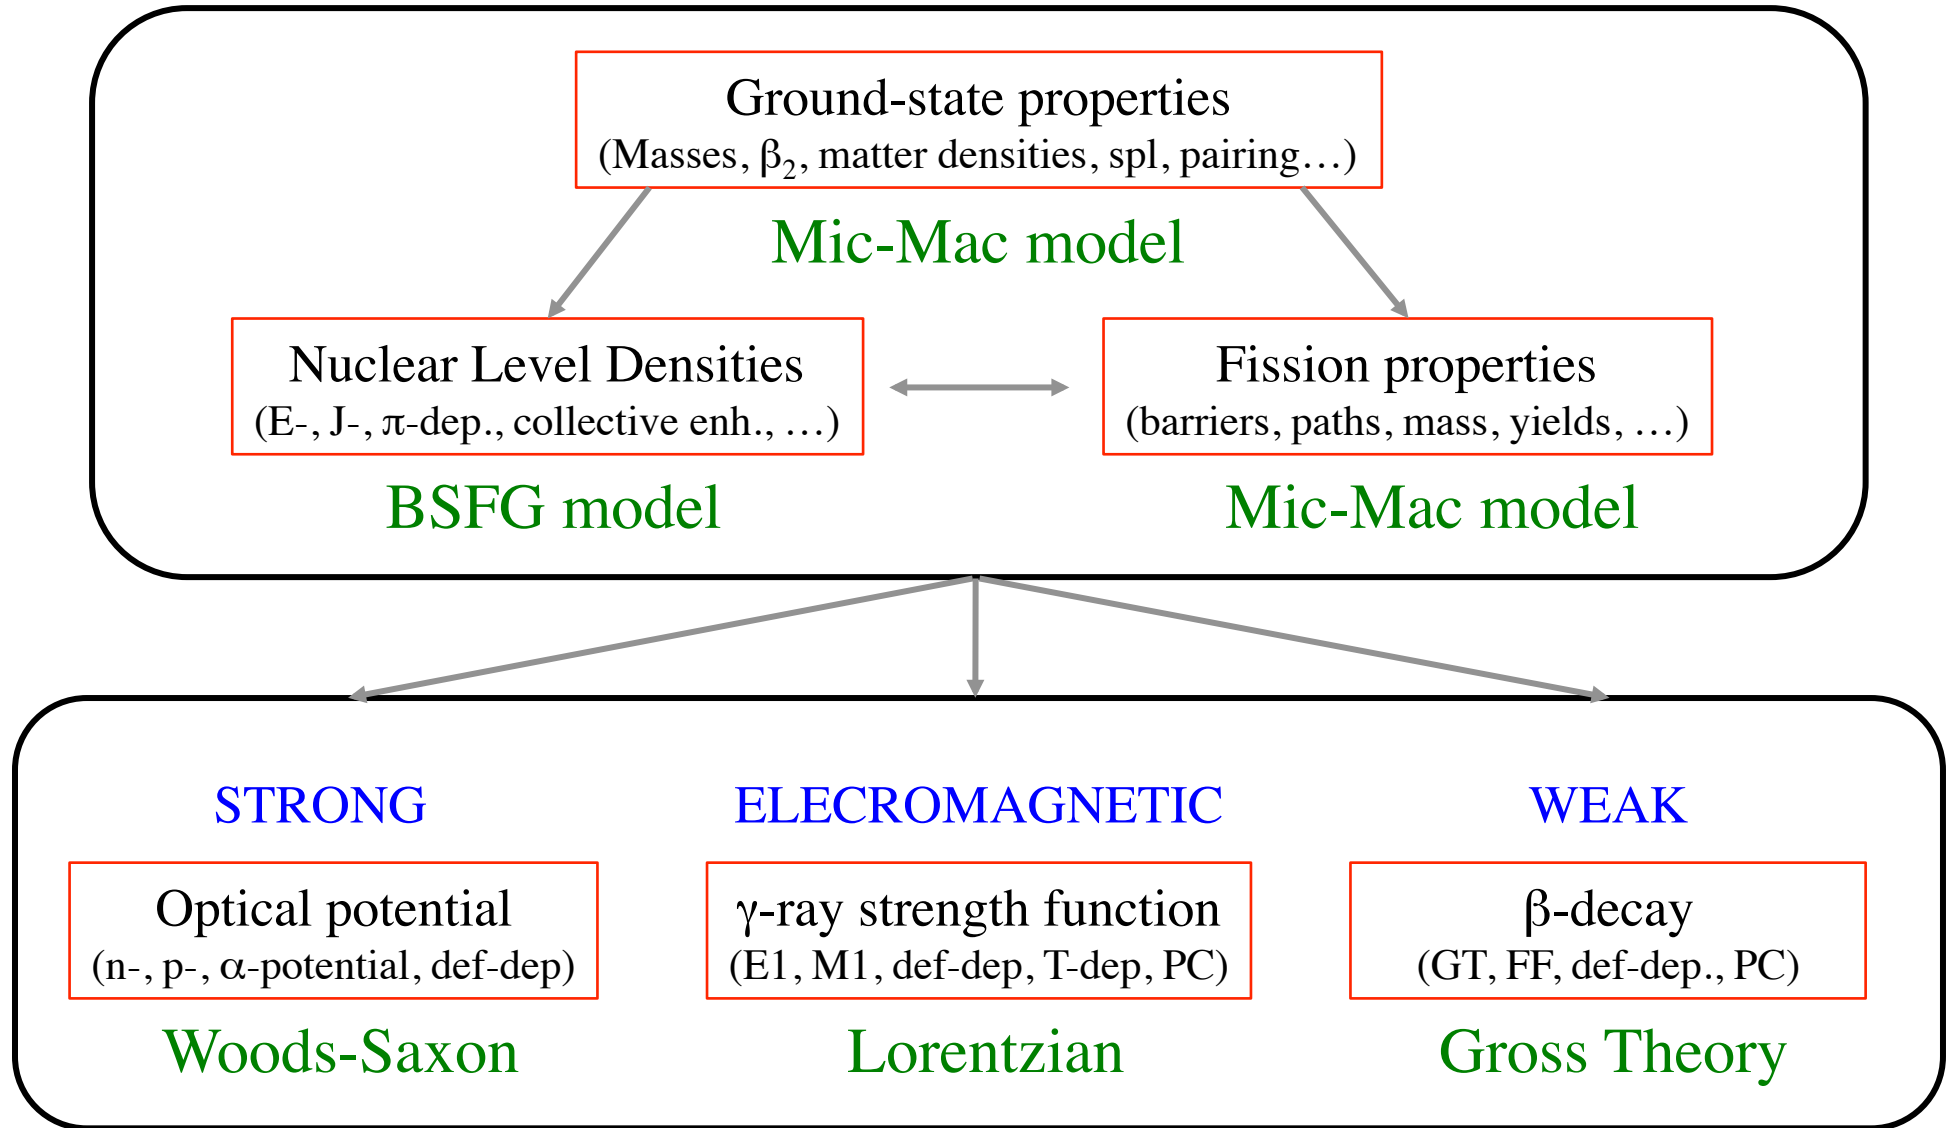 Ground-state properties
(Masses, β₂, matter densities, spl, pairing…)
Mic-Mac model
Nuclear Level Densities
(E-, J-, π-dep., collective enh., …)
BSFG model
Fission properties
(barriers, paths, mass, yields, …)
Mic-Mac model
STRONG
Optical potential
(n-, p-, α-potential, def-dep)
Woods-Saxon
ELECROMAGNETIC
γ-ray strength function
(E1, M1, def-dep, T-dep, PC)
Lorentzian
WEAK
β-decay
(GT, FF, def-dep., PC)
Gross Theory